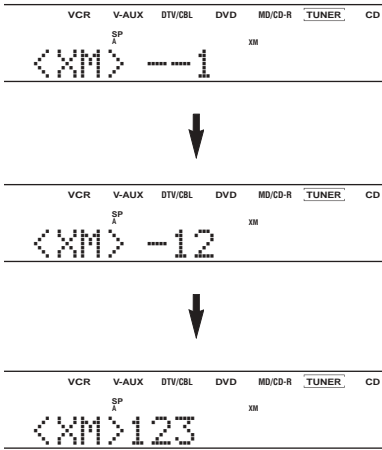 VCR V-AUX DTV/CBL DVD MD/CD-R TUNER CD
SP
A XM
<XM> ---1
VCR V-AUX DTV/CBL DVD MD/CD-R TUNER CD
SP
A XM
<XM> -12
VCR V-AUX DTV/CBL DVD MD/CD-R TUNER CD
SP
A XM
<XM>123